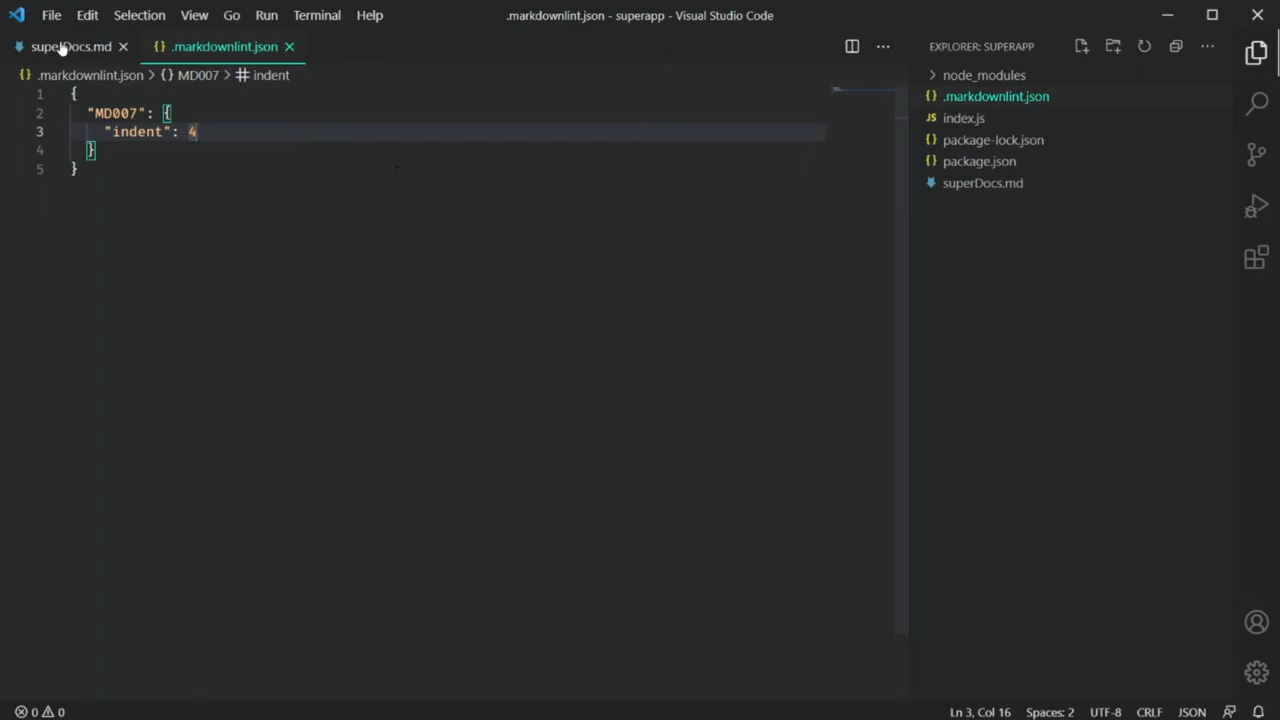 File Edit Selection View Go Run Terminal Help .markdownlint.json - superapp - Visual Studio Code
superDocs.md {} .markdownlint.json EXPLORER: SUPERAPP
{} .markdownlint.json > {} MD007 > # indent
1 {
2 "MD007": {
3 "indent": 4
4 }
5 }
node_modules
{} .markdownlint.json
JS index.js
{} package-lock.json
{} package.json
superDocs.md
0 0 Ln 3, Col 16 Spaces: 2 UTF-8 CRLF JSON